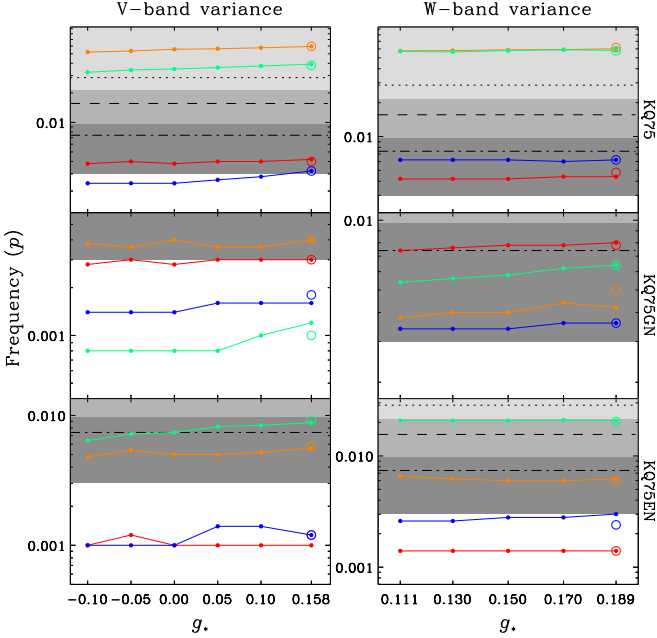 V-band variance
W-band variance
0.01
0.01
KQ75
0.001
0.010
KQ75GN
Frequency (p)
0.010
0.001
0.010
0.001
KQ75EN
−0.10 −0.05 0.00 0.05 0.10 0.158
0.111 0.130 0.150 0.170 0.189
g*
g*